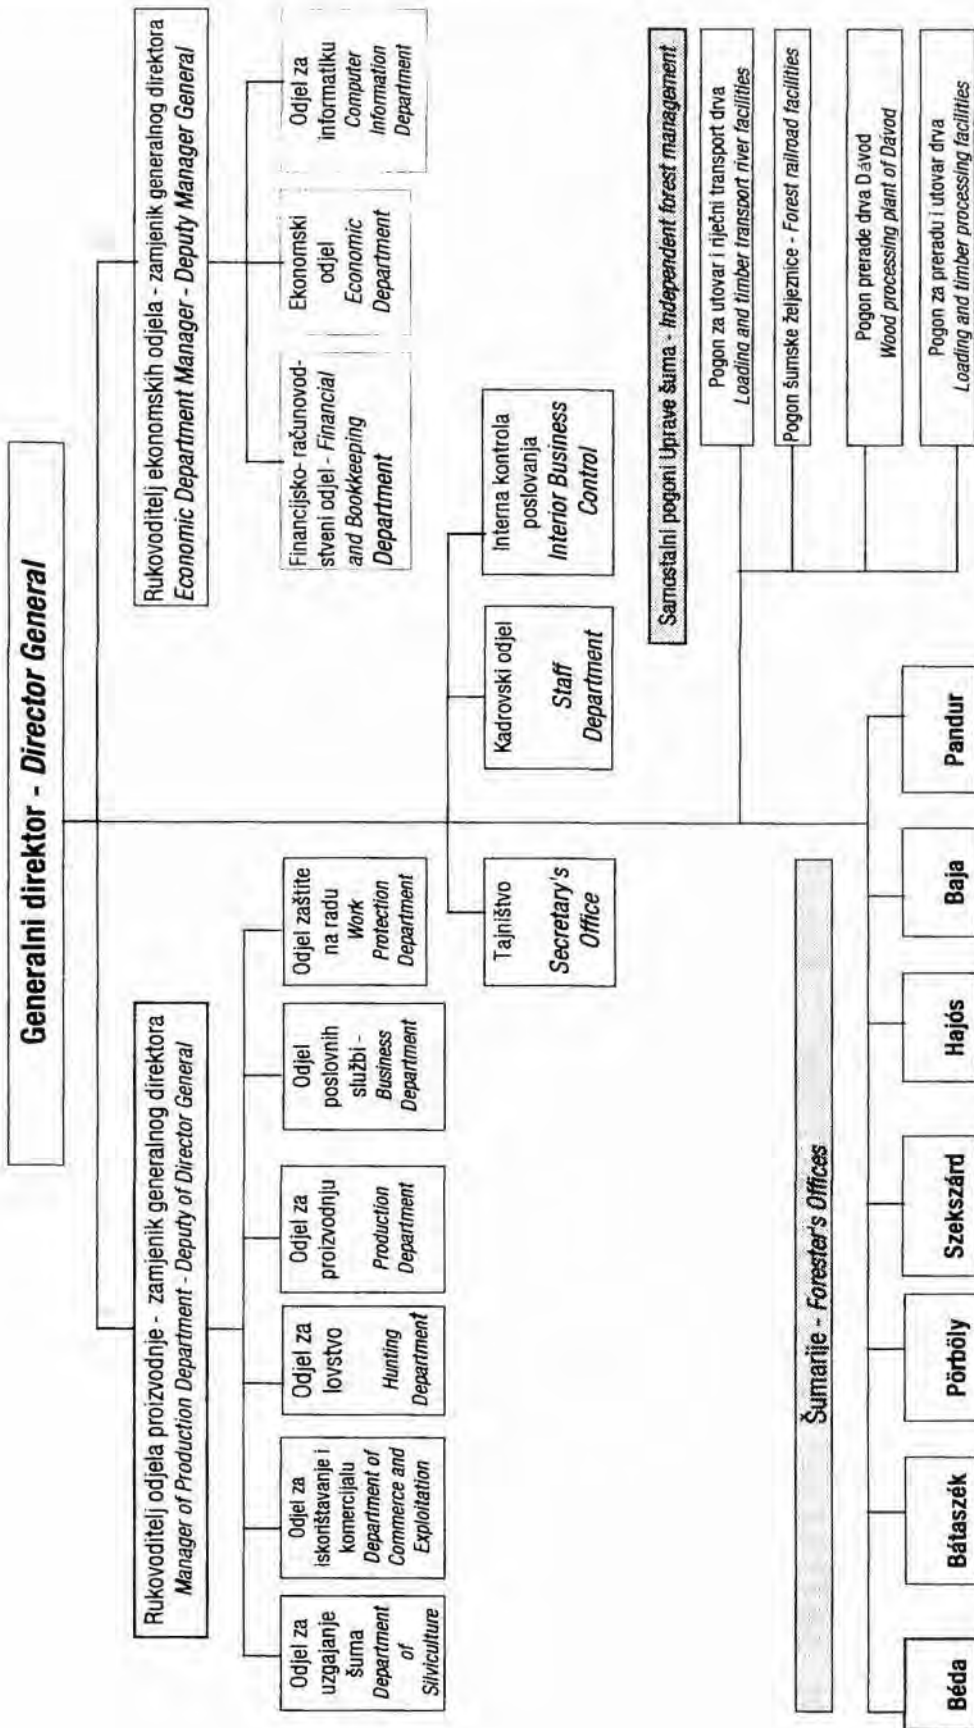 Generalni direktor - Director General
Rukovoditelj odjela proizvodnje - zamjenik generalnog direktora
Manager of Production Department - Deputy of Director General
Rukovoditelj ekonomskih odjela - zamjenik generalnog direktora
Economic Department Manager - Deputy Manager General
Odjel za
uzgajanje
šuma
Department
of
Silviculture
Odjel za
iskorištavanje i
komercijalu
Department of
Commerce and
Exploitation
Odjel za
lovstvo
Hunting
Department
Odjel za
proizvodnju
Production
Department
Odjel
poslovnih
službi -
Business
Department
Odjel zaštite
na radu
Work
Protection
Department
Financijsko- računovod-
stveni odjel - Financial
and Bookkeeping
Department
Ekonomski
odjel
Economic
Department
Odjel za
informatiku
Computer
Information
Department
Tajništvo
Secretary's
Office
Kadrovski odjel
Staff
Department
Interna kontrola
poslovanja
Interior Business
Control
Samostalni pogoni Uprave šuma - Independent forest management
Pogon za utovar i riječni transport drva
Loading and timber transport river facilities
Pogon šumske željeznice - Forest railroad facilities
Pogon prerade drva Dávod
Wood processing plant of Dávod
Pogon za preradu i utovar drva
Loading and timber processing facilities
Šumarije - Forester's Offices
Béda
Bátaszék
Pörböly
Szekszárd
Hajós
Baja
Pandur